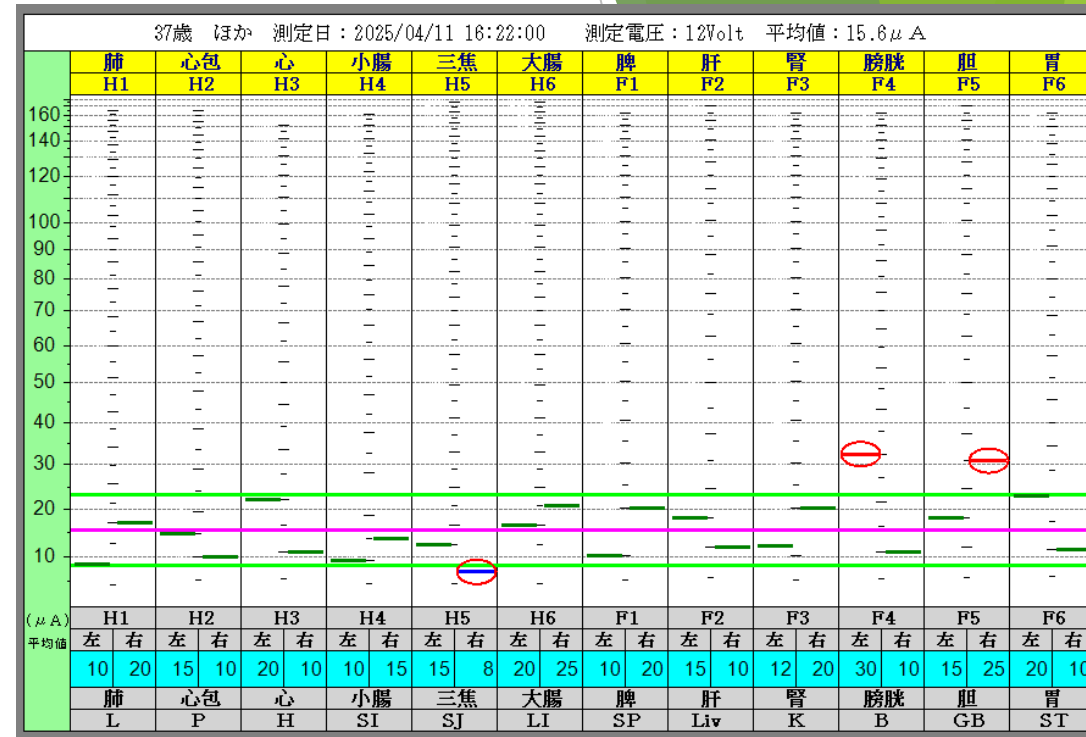 37歳 ほか 測定日：2025/04/11 16:22:00 測定電圧：12Volt 平均値：15.6μA
肺 心包 心 小腸 三焦 大腸 脾 肝 腎 膀胱 胆 胃
H1 H2 H3 H4 H5 H6 F1 F2 F3 F4 F5 F6
160
140
120
100
90
80
70
60
50
40
30
20
10
(μA) H1 H2 H3 H4 H5 H6 F1 F2 F3 F4 F5 F6
平均値 左 右 左 右 左 右 左 右 左 右 左 右 左 右 左 右 左 右 左 右 左 右 左 右
10 20 15 10 20 10 10 15 15 8 20 25 10 20 15 10 12 20 30 10 15 25 20 10
肺 心包 心 小腸 三焦 大腸 脾 肝 腎 膀胱 胆 胃
L P H SI SJ LI SP Liv K B GB ST